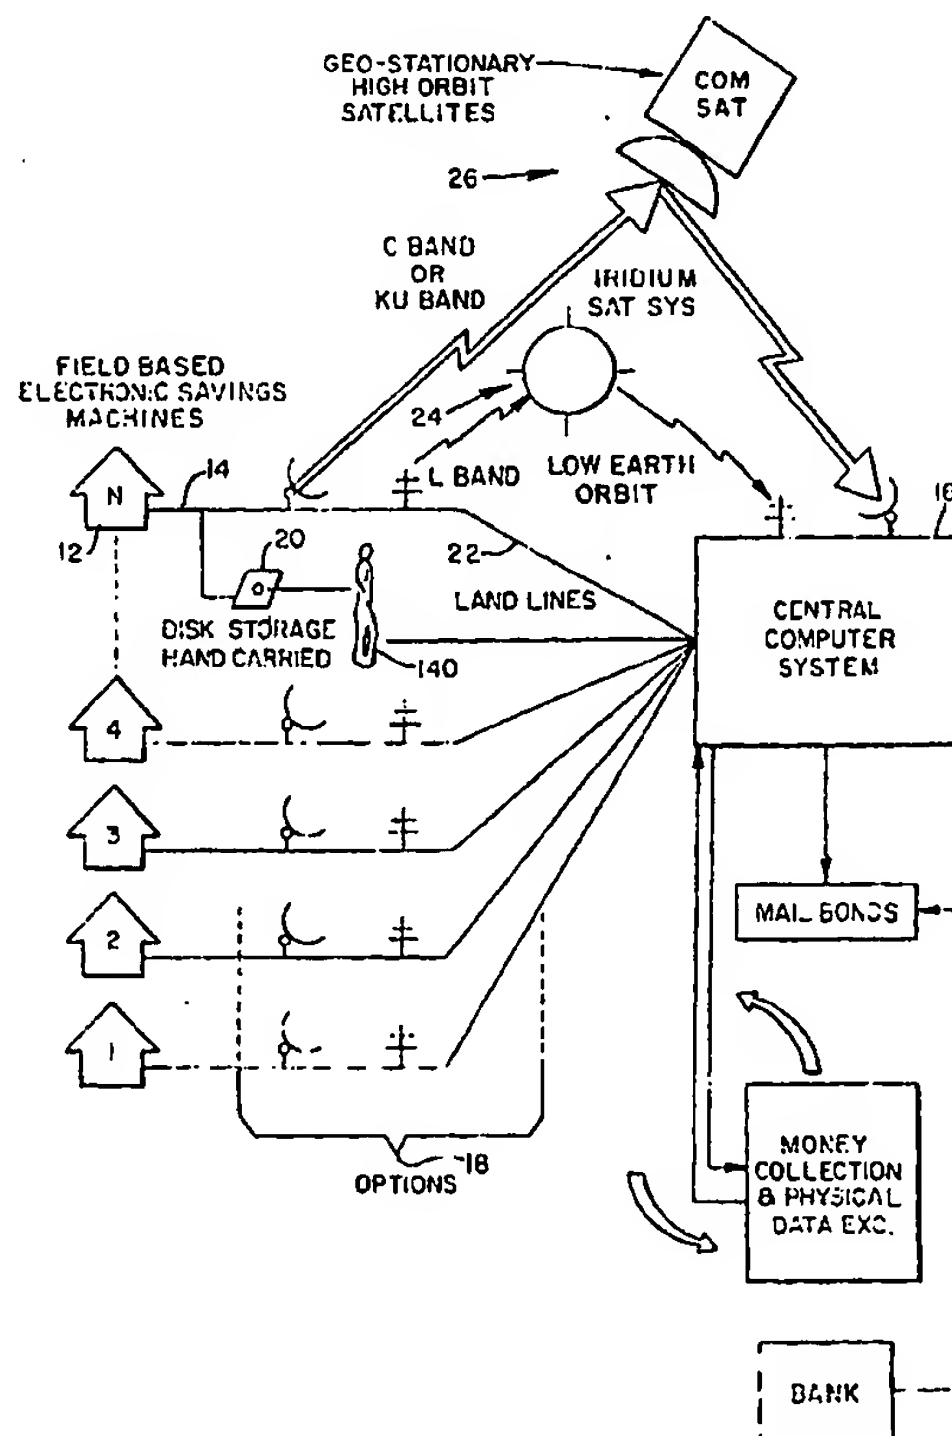 GEO-STATIONARY
HIGH ORBIT
SATELLITES
COM
SAT
26
C BAND
OR
KU BAND
IRIDIUM
SAT SYS
FIELD BASED
ELECTRONIC SAVINGS
MACHINES
24
L BAND
LOW EARTH
ORBIT
N
14
12
20
22
16
DISK STORAGE
HAND CARRIED
LAND LINES
140
CENTRAL
COMPUTER
SYSTEM
4
3
2
1
MAIL BONDS
OPTIONS
18
MONEY
COLLECTION
& PHYSICAL
DATA EXC.
BANK